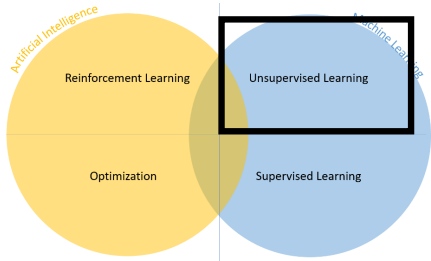 Artificial Intelligence
Machine Learning
Reinforcement Learning
Unsupervised Learning
Optimization
Supervised Learning